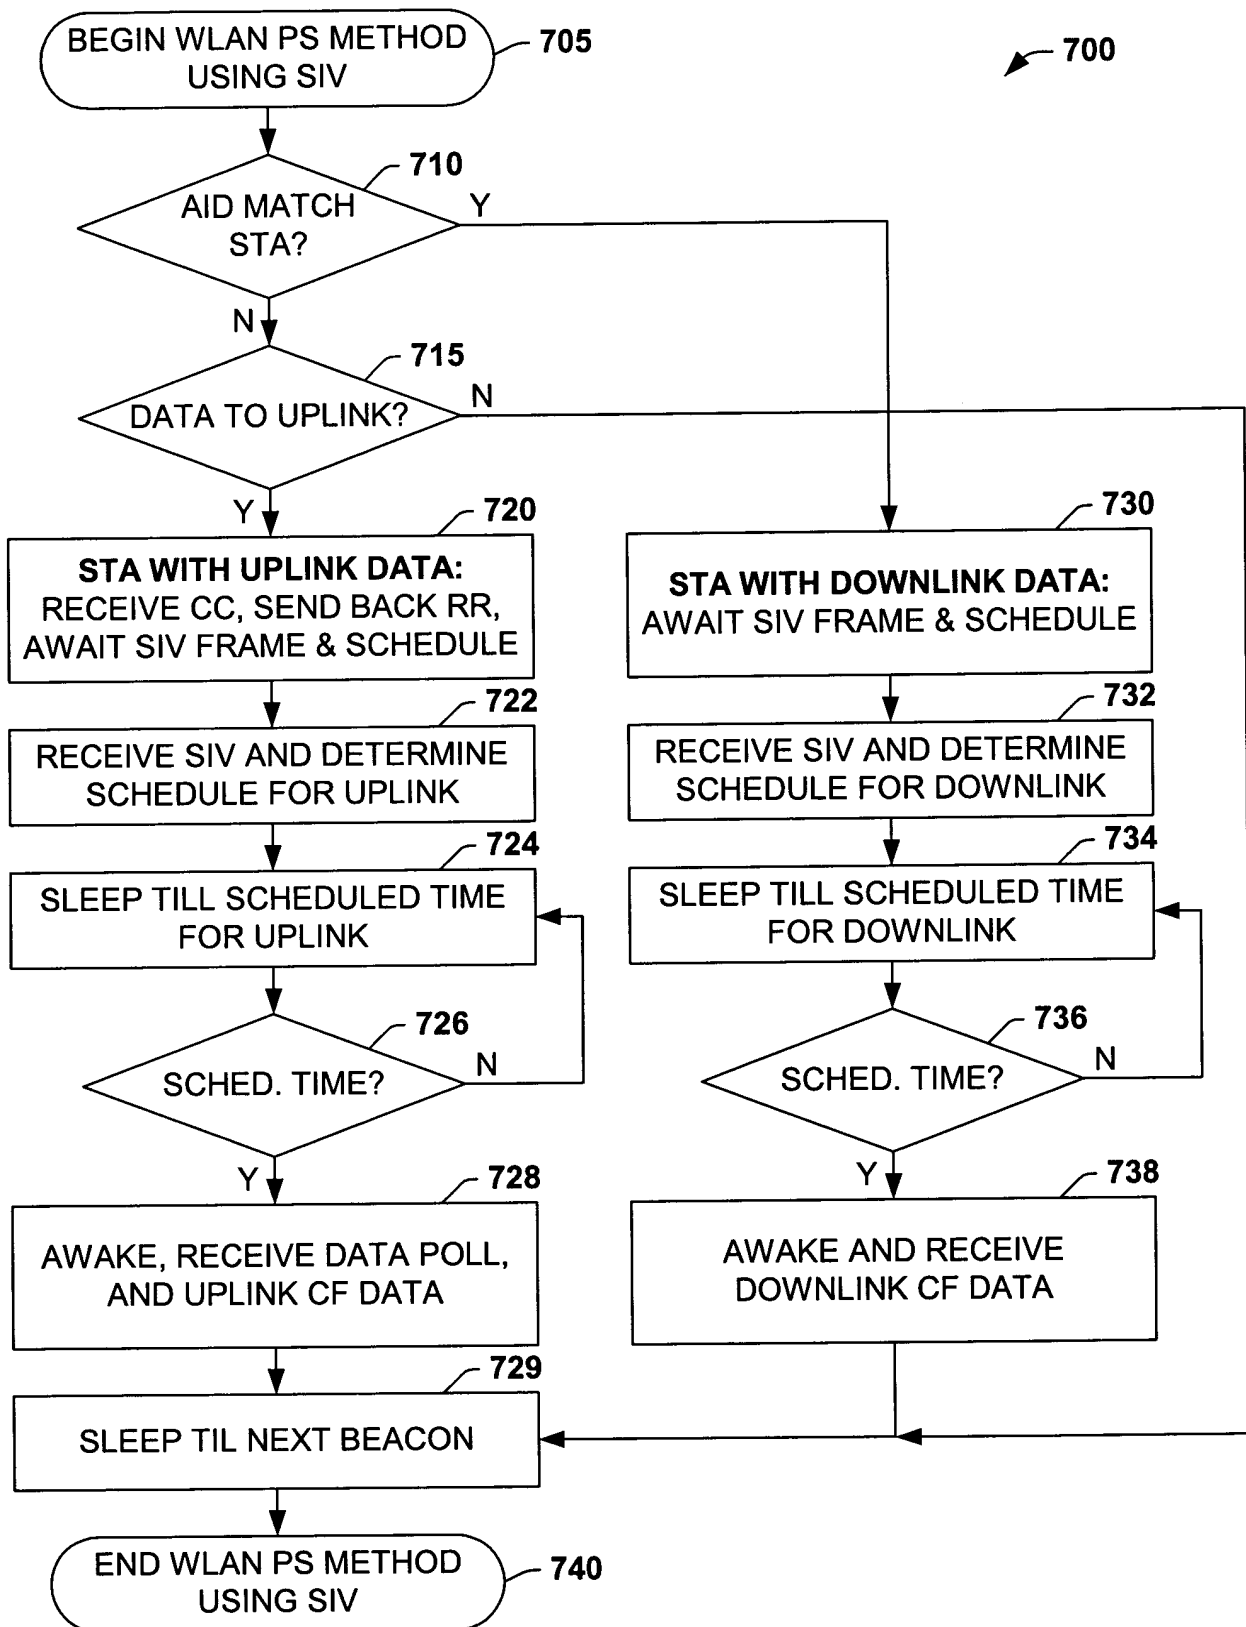 BEGIN WLAN PS METHOD
USING SIV
705
700
710
AID MATCH
STA?
Y
N
715
DATA TO UPLINK?
N
Y
720
STA WITH UPLINK DATA:
RECEIVE CC, SEND BACK RR,
AWAIT SIV FRAME & SCHEDULE
730
STA WITH DOWNLINK DATA:
AWAIT SIV FRAME & SCHEDULE
722
RECEIVE SIV AND DETERMINE
SCHEDULE FOR UPLINK
732
RECEIVE SIV AND DETERMINE
SCHEDULE FOR DOWNLINK
724
SLEEP TILL SCHEDULED TIME
FOR UPLINK
734
SLEEP TILL SCHEDULED TIME
FOR DOWNLINK
726
SCHED. TIME?
N
Y
736
SCHED. TIME?
N
Y
728
AWAKE, RECEIVE DATA POLL,
AND UPLINK CF DATA
738
AWAKE AND RECEIVE
DOWNLINK CF DATA
729
SLEEP TIL NEXT BEACON
END WLAN PS METHOD
USING SIV
740